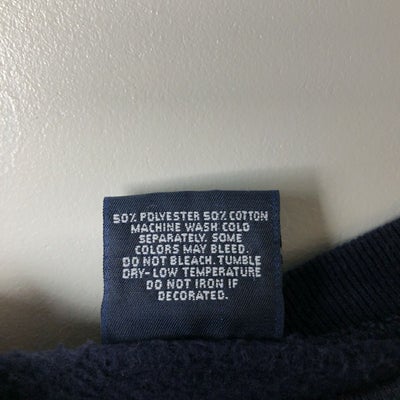 50% POLYESTER 50% COTTON
MACHINE WASH COLD
SEPARATELY. SOME
COLORS MAY BLEED.
DO NOT BLEACH. TUMBLE
DRY-LOW TEMPERATURE
DO NOT IRON IF
DECORATED.